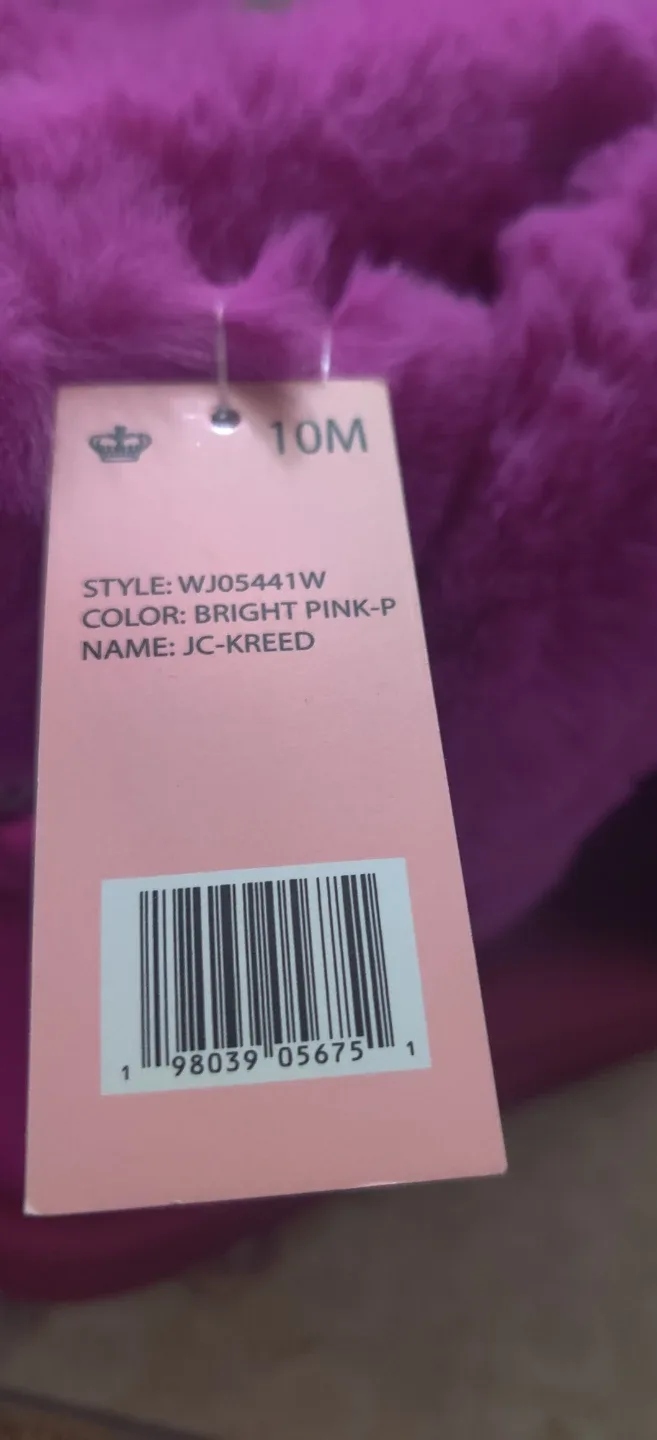 10M
STYLE: WJ05441W
COLOR: BRIGHT PINK-P
NAME: JC-KREED
1 98039 05675 1